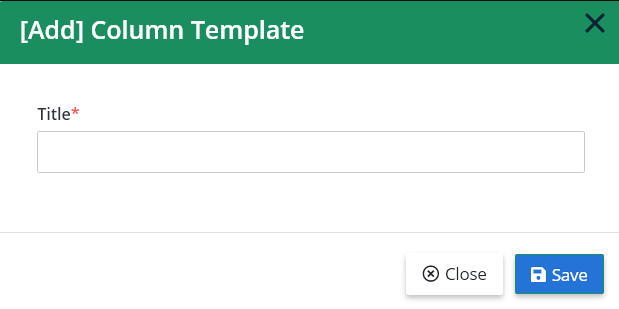 [Add] Column Template
Title*
Close
Save